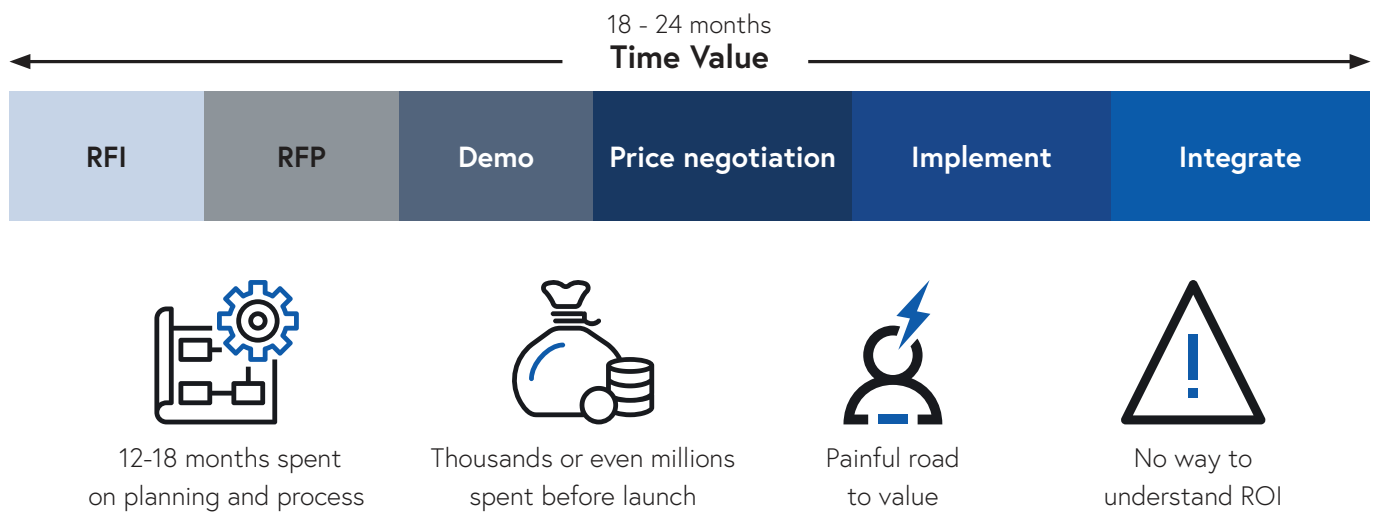 18 - 24 months
Time Value
RFI
RFP
Demo
Price negotiation
Implement
Integrate
12-18 months spent
on planning and process
Thousands or even millions
spent before launch
Painful road
to value
No way to
understand ROI